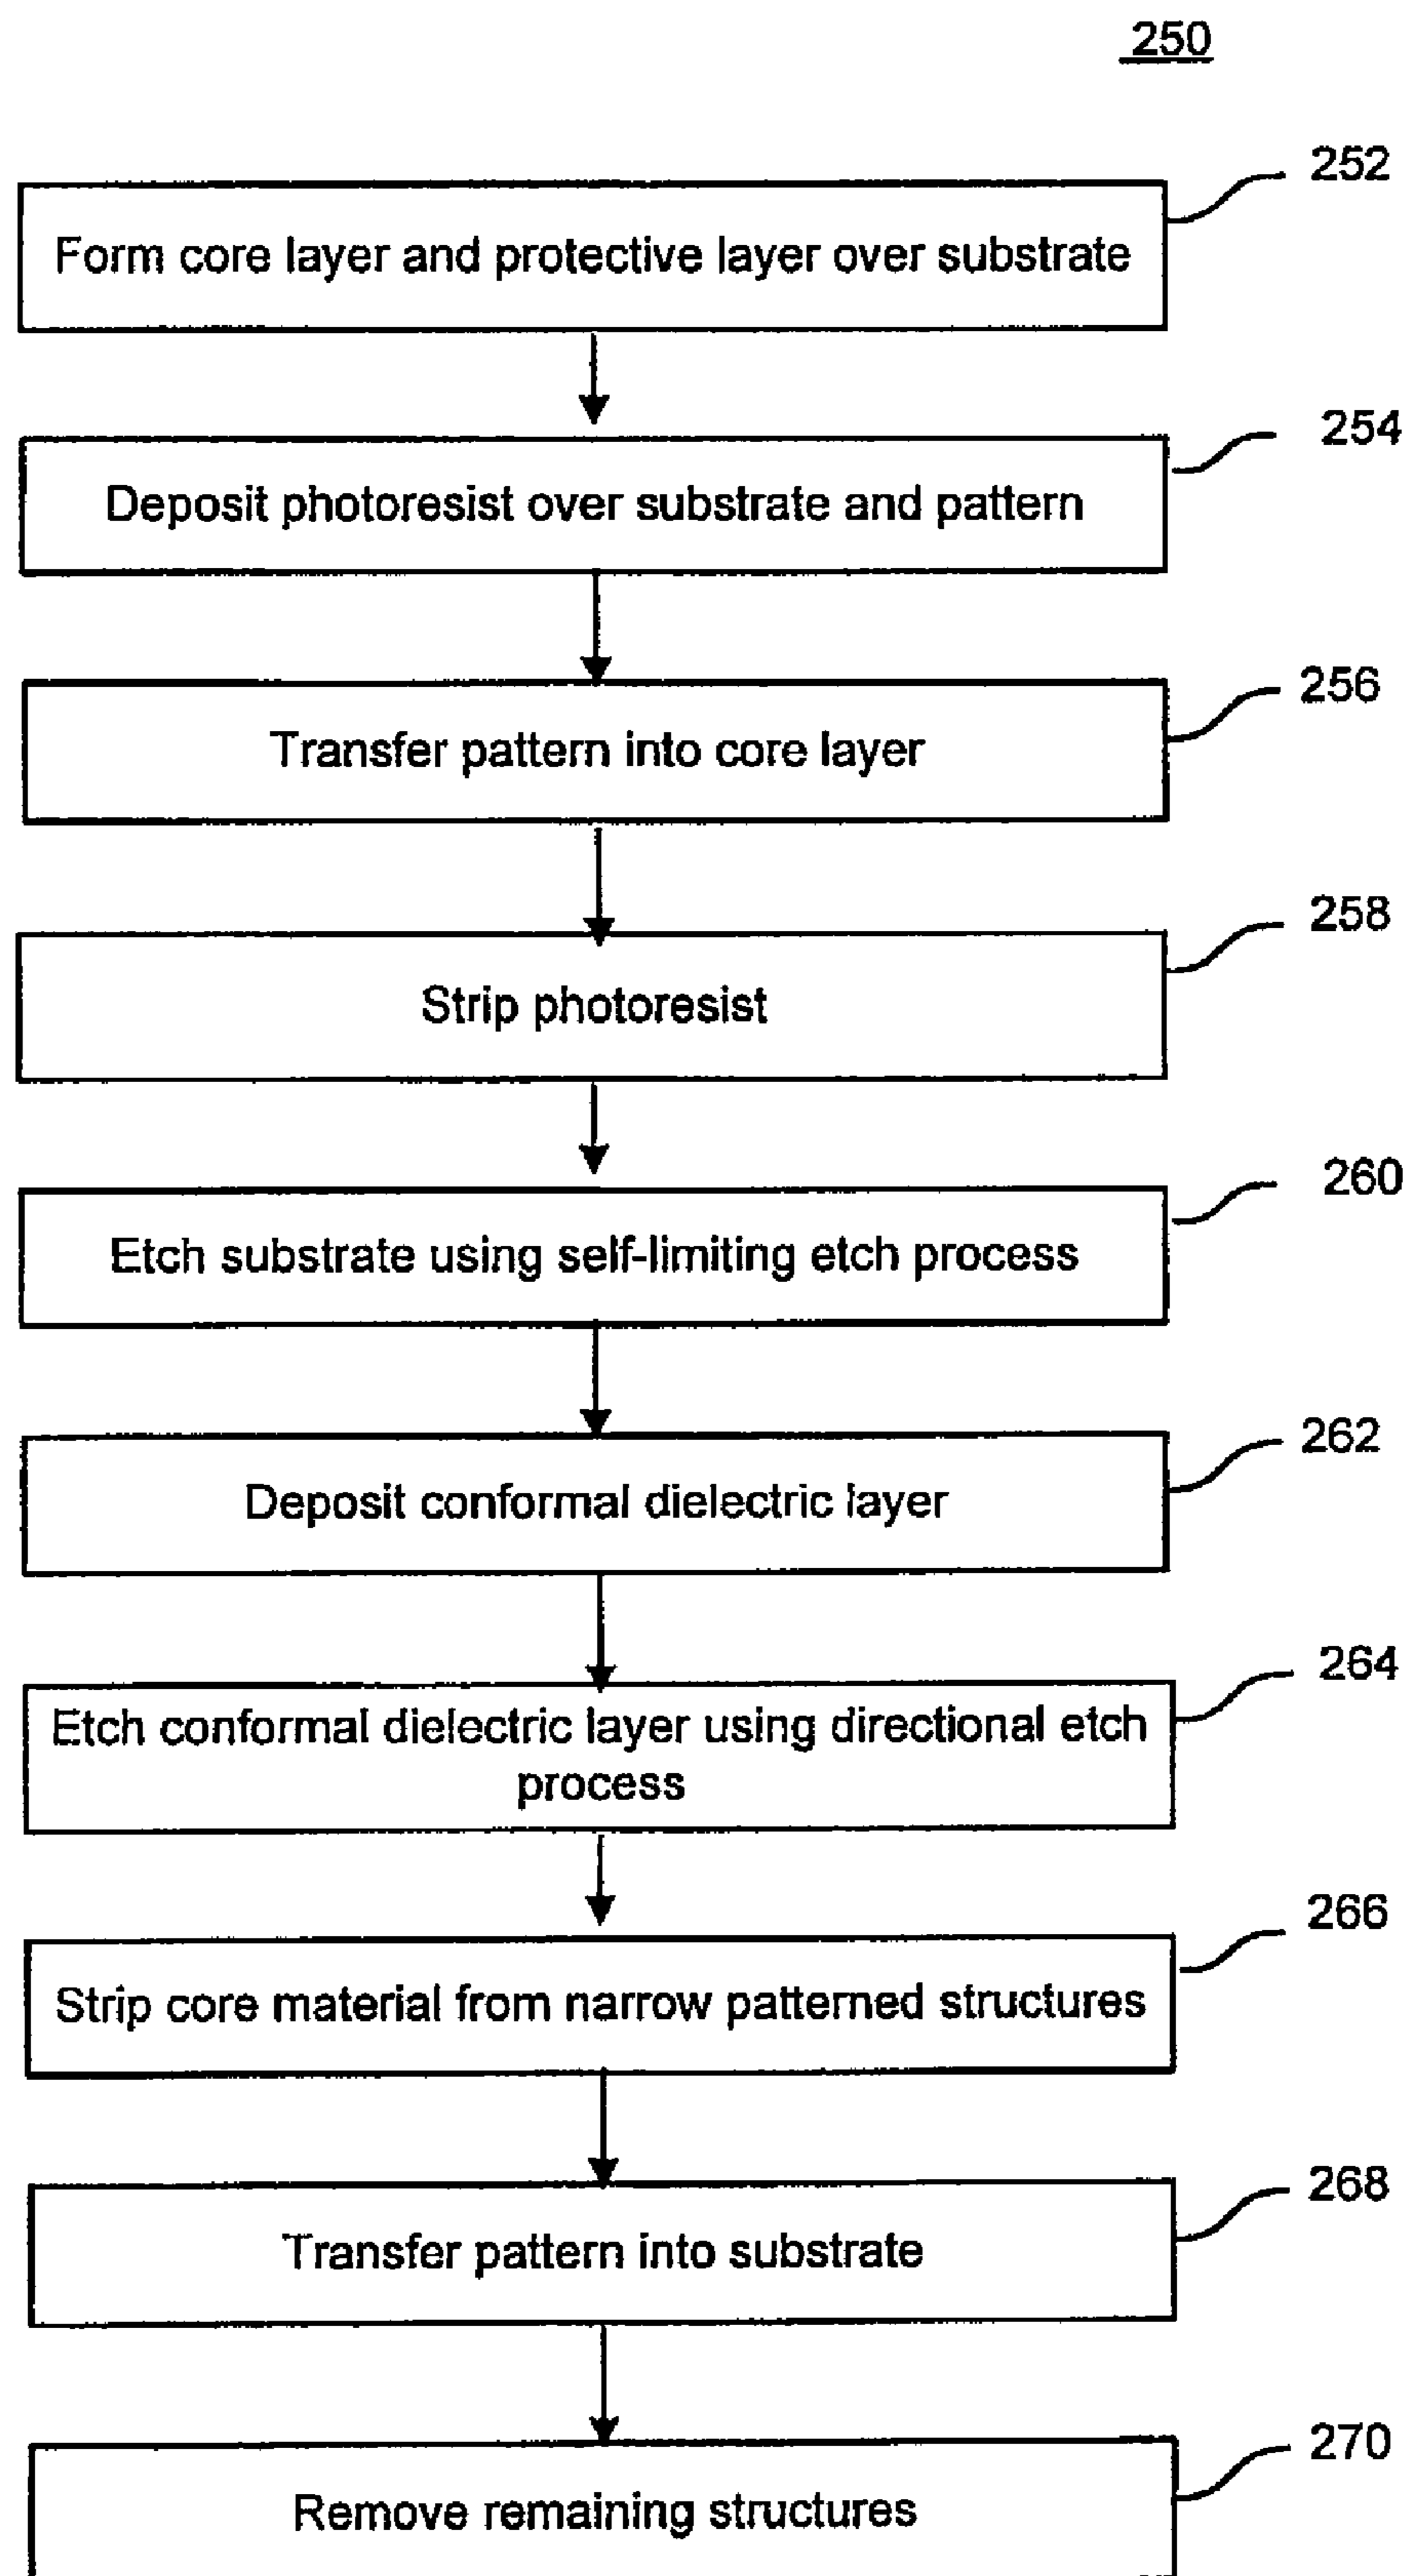 250
252
Form core layer and protective layer over substrate
254
Deposit photoresist over substrate and pattern
256
Transfer pattern into core layer
258
Strip photoresist
260
Etch substrate using self-limiting etch process
262
Deposit conformal dielectric layer
264
Etch conformal dielectric layer using directional etch
process
266
Strip core material from narrow patterned structures
268
Transfer pattern into substrate
270
Remove remaining structures